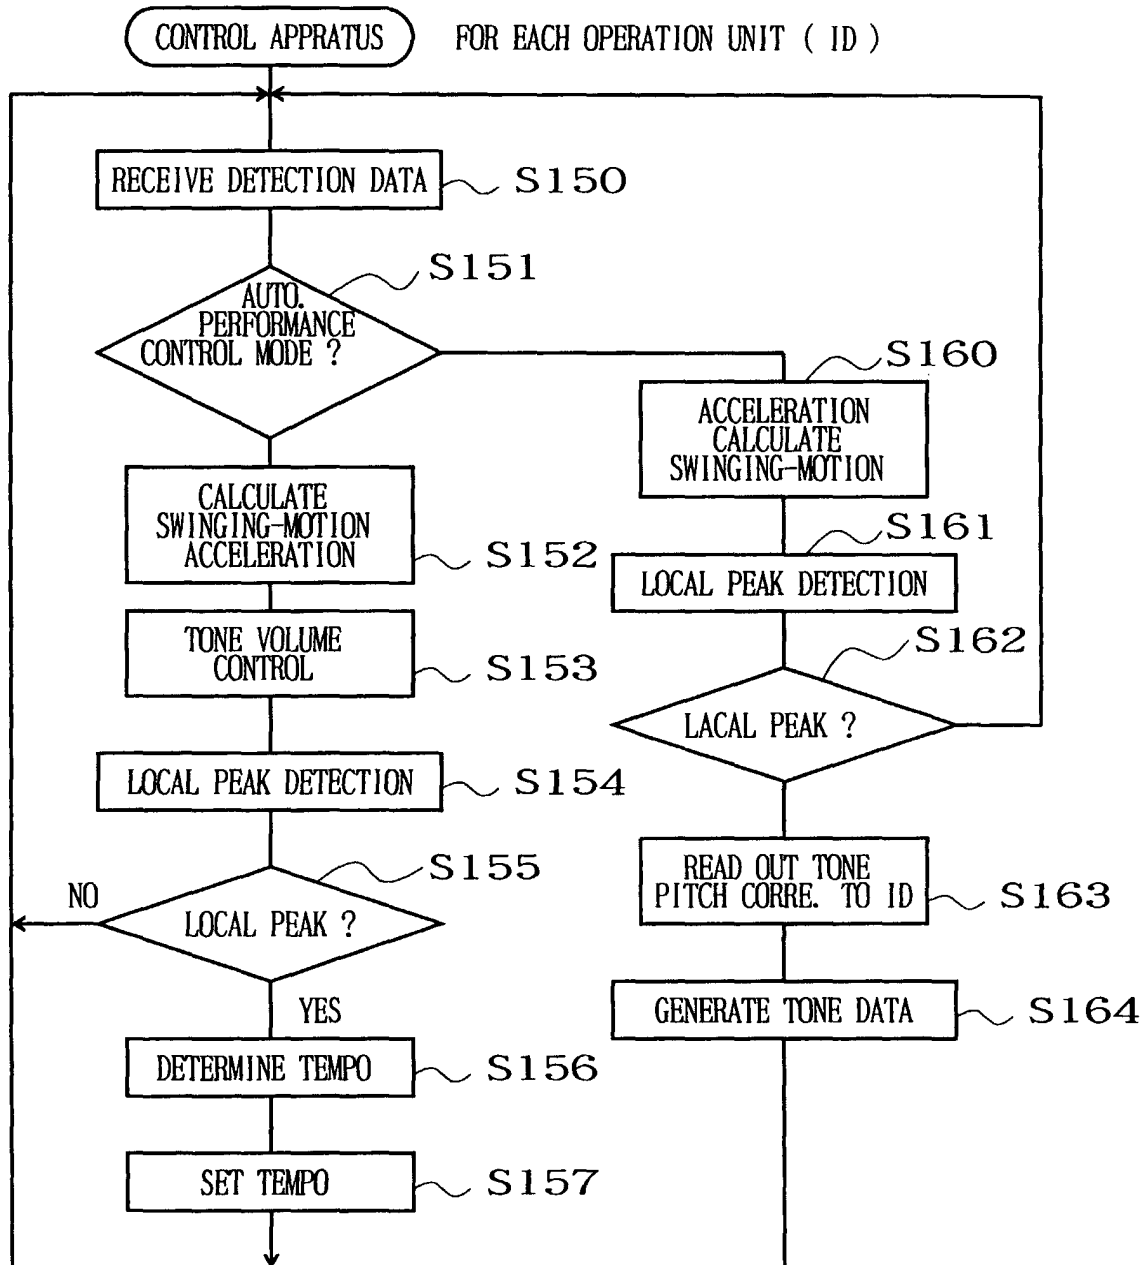 CONTROL APPRATUS
FOR EACH OPERATION UNIT ( ID )
RECEIVE DETECTION DATA
S150
S151
AUTO.
PERFORMANCE
CONTROL MODE ?
CALCULATE
SWINGING-MOTION
ACCELERATION
S152
TONE VOLUME
CONTROL
S153
LOCAL PEAK DETECTION
S154
S155
NO
LOCAL PEAK ?
YES
DETERMINE TEMPO
S156
SET TEMPO
S157
S160
ACCELERATION
CALCULATE
SWINGING-MOTION
S161
LOCAL PEAK DETECTION
S162
LACAL PEAK ?
READ OUT TONE
PITCH CORRE. TO ID
S163
GENERATE TONE DATA
S164